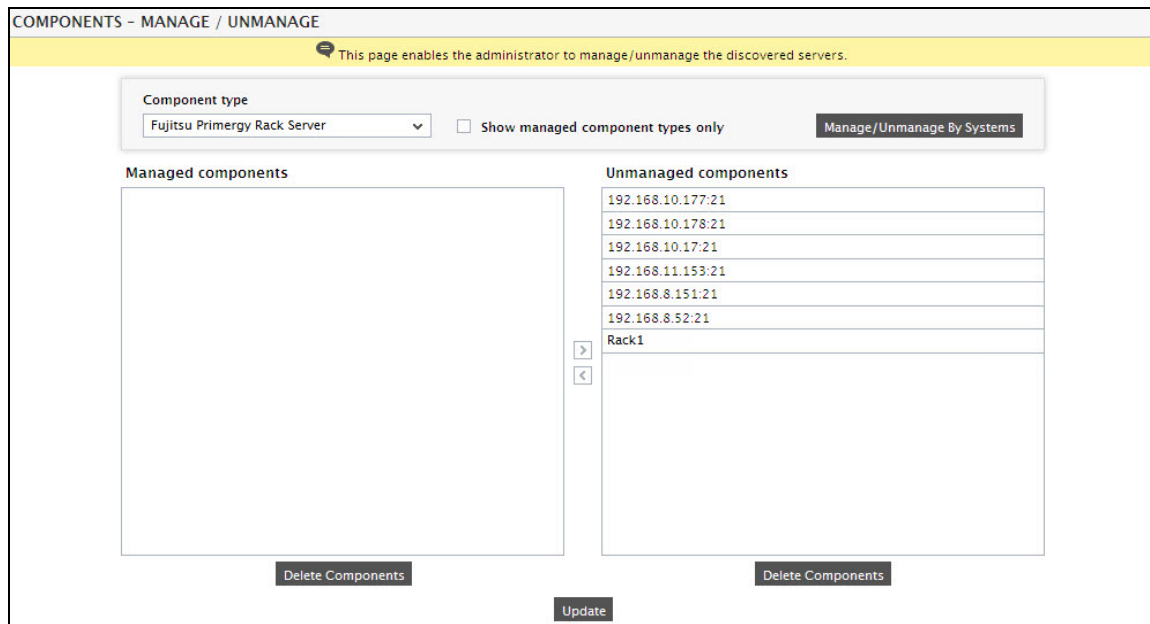 COMPONENTS - MANAGE / UNMANAGE
This page enables the administrator to manage/unmanage the discovered servers.
Component type
Fujitsu Primergy Rack Server
Show managed component types only
Manage/Unmanage By Systems
Managed components
Unmanaged components
192.168.10.177:21
192.168.10.178:21
192.168.10.17:21
192.168.11.153:21
192.168.8.151:21
192.168.8.52:21
Rack1
>
<
Delete Components
Delete Components
Update